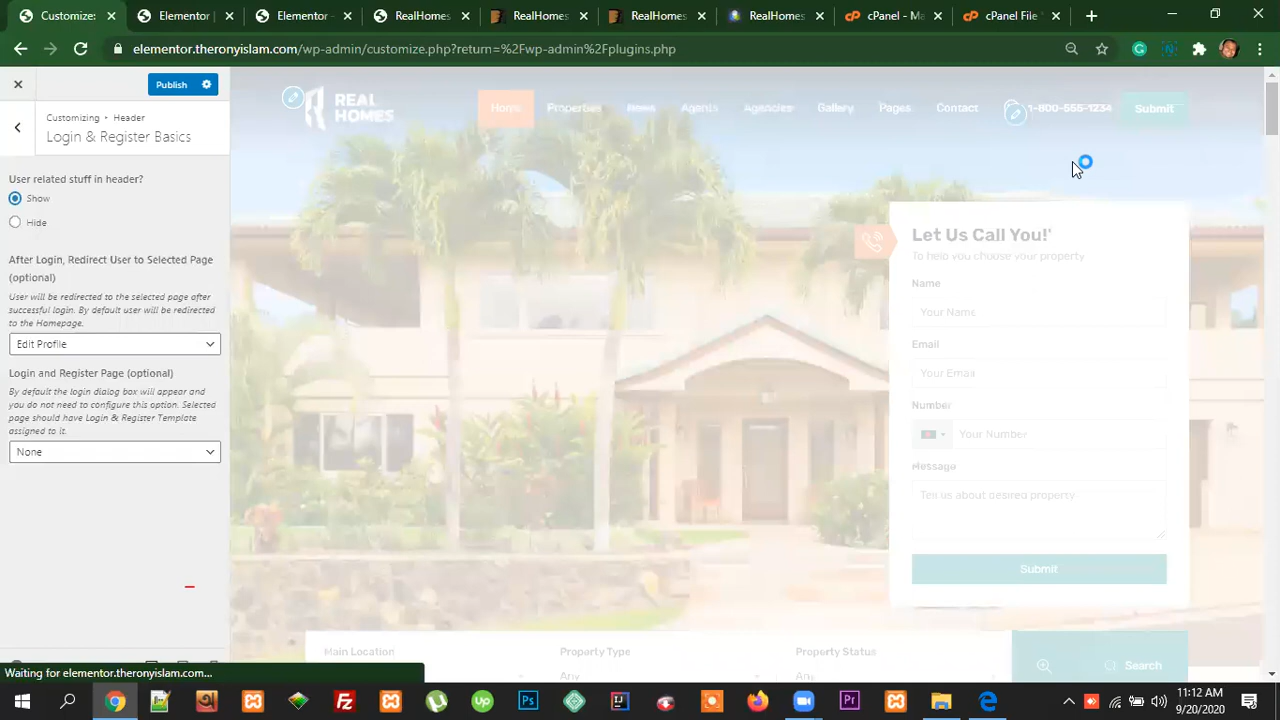 Customizing:
Elementor |
Elementor -
RealHomes
RealHomes
RealHomes
RealHomes
cPanel - Ma
cPanel File
elementor.theronyislam.com/wp-admin/customize.php?return=%2Fwp-admin%2Fplugins.php
Publish
Customizing • Header
Login & Register Basics
User related stuff in header?
Show
Hide
After Login, Redirect User to Selected Page
(optional)
User will be redirected to the selected page after
successful login. By default user will be redirected
to the Homepage.
Edit Profile
Login and Register Page (optional)
By default the login dialog box will appear and
you do not need to configure this option. Selected
page should have Login & Register Template
assigned to it.
None
REAL
HOMES
Home Properties News Agents Agencies Gallery Pages Contact 1-800-555-1234 Submit
Let Us Call You!
To help you choose your property
Name
Your Name
Email
Your Email
Number
Your Number
Message
Tell us about desired property
Submit
Main Location Property Type Property Status
Any Any
Search
Waiting for elementor.theronyislam.com...
11:12 AM
9/20/2020